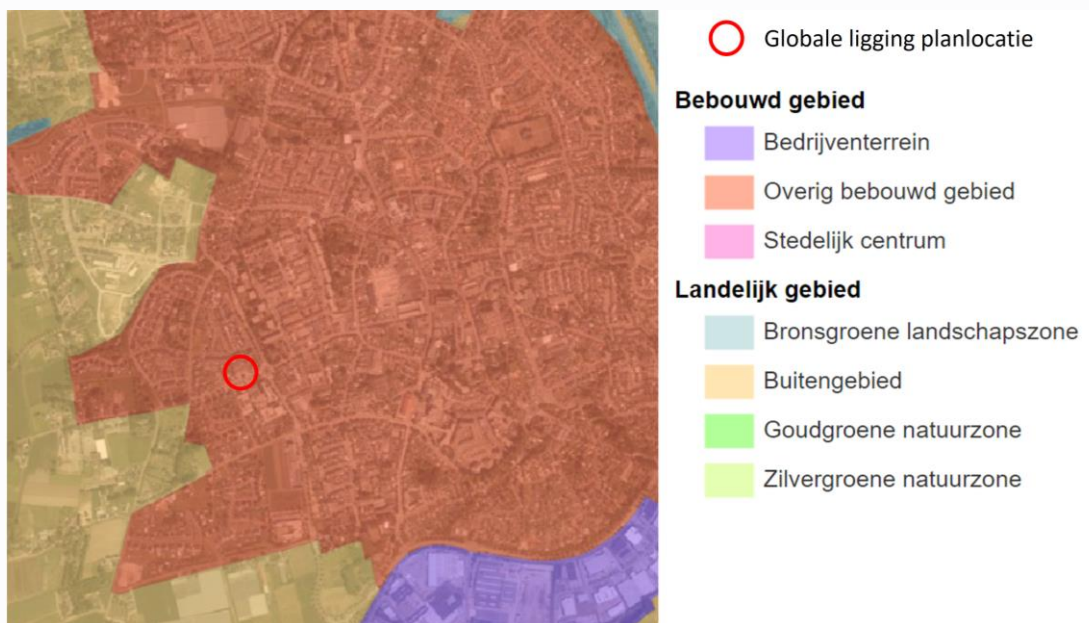 Globale ligging planlocatie
Bebouwd gebied
Bedrijventerrein
Overig bebouwd gebied
Stedelijk centrum
Landelijk gebied
Bronsgroene landschapszone
Buitengebied
Goudgroene natuurzone
Zilvergroene natuurzone